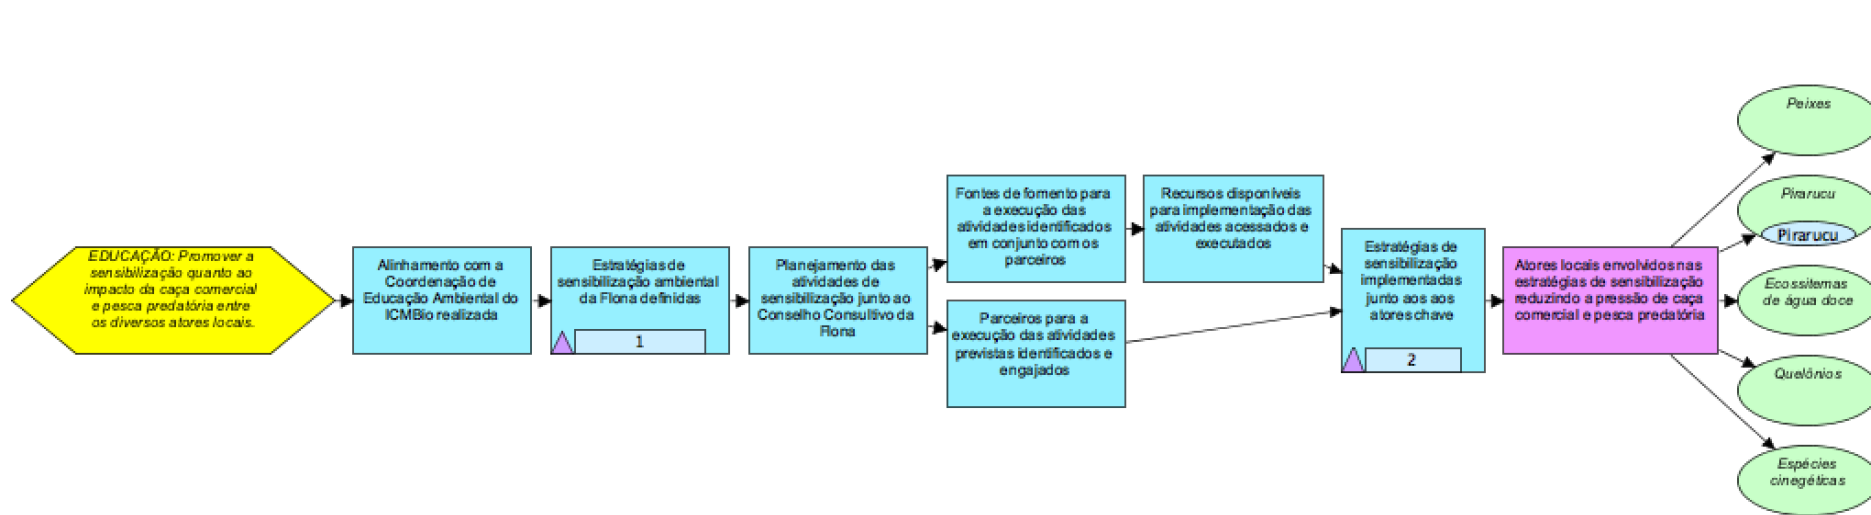 EDUCAÇÃO: Promover a
sensibilização quanto ao
impacto da caça comercial
e pesca predatória entre
os diversos atores locais.
Alinhamento com a
Coordenação de
Educação Ambiental do
ICMBio realizada
Estratégias de
sensibilização ambiental
da Flona definidas
1
Planejamento das
atividades de
sensibilização junto ao
Conselho Consultivo da
Flona
Fontes de fomento para
a execução das
atividades identificados
em conjunto com os
parceiros
Recursos disponíveis
para implementação das
atividades acessados e
executados
Parceiros para a
execução das atividades
previstas identificados e
engajados
Estratégias de
sensibilização
implementadas
junto aos aos
atores chave
2
Atores locais envolvidos nas
estratégias de sensibilização
reduzindo a pressão de caça
comercial e pesca predatória
Peixes
Pirarucu
Pirarucu
Ecossitemas
de água doce
Quelônios
Espécies
cinegéticas